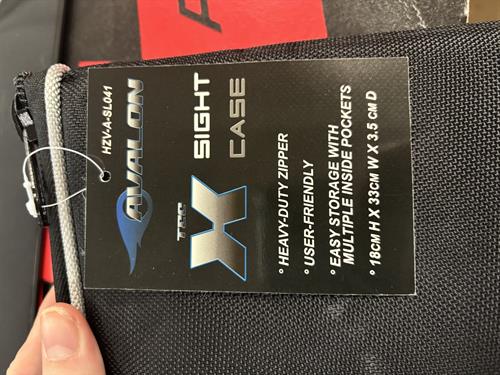 HZV-A-SL041
AVALON
TEC
X
SIGHT
CASE
° HEAVY-DUTY ZIPPER
° USER-FRIENDLY
° EASY STORAGE WITH
MULTIPLE INSIDE POCKETS
° 18CM H X 33CM W X 3.5 CM D